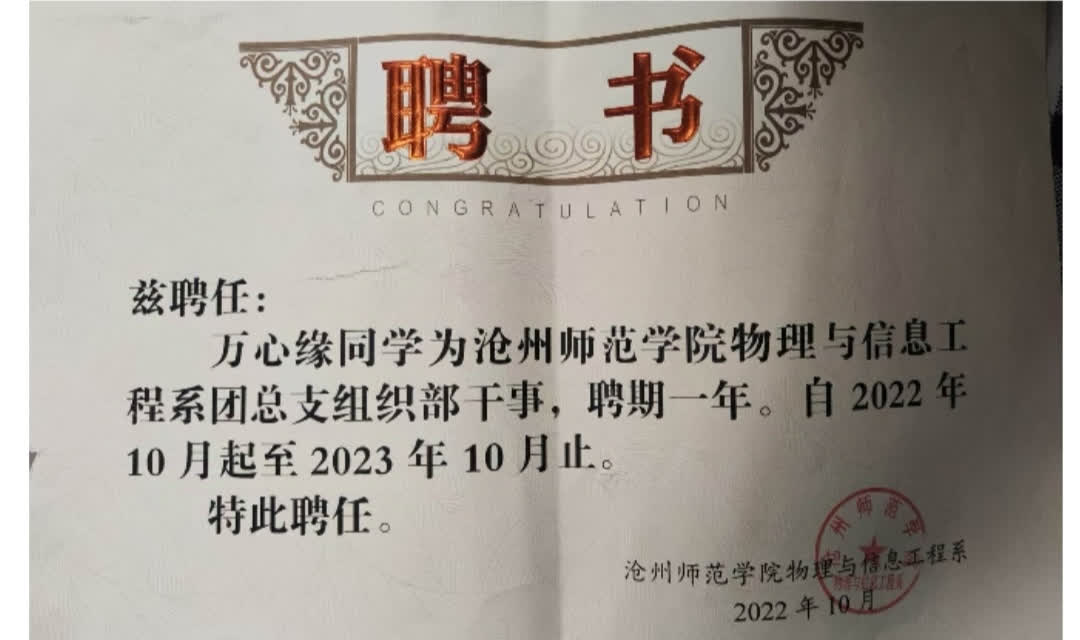 聘书
CONGRATULATION
兹聘任：
万心缘同学为沧州师范学院物理与信息工
程系团总支组织部干事，聘期一年。自 2022 年
10 月起至 2023 年 10 月止。
特此聘任。
沧州师范学院物理与信息工程系
2022 年 10 月